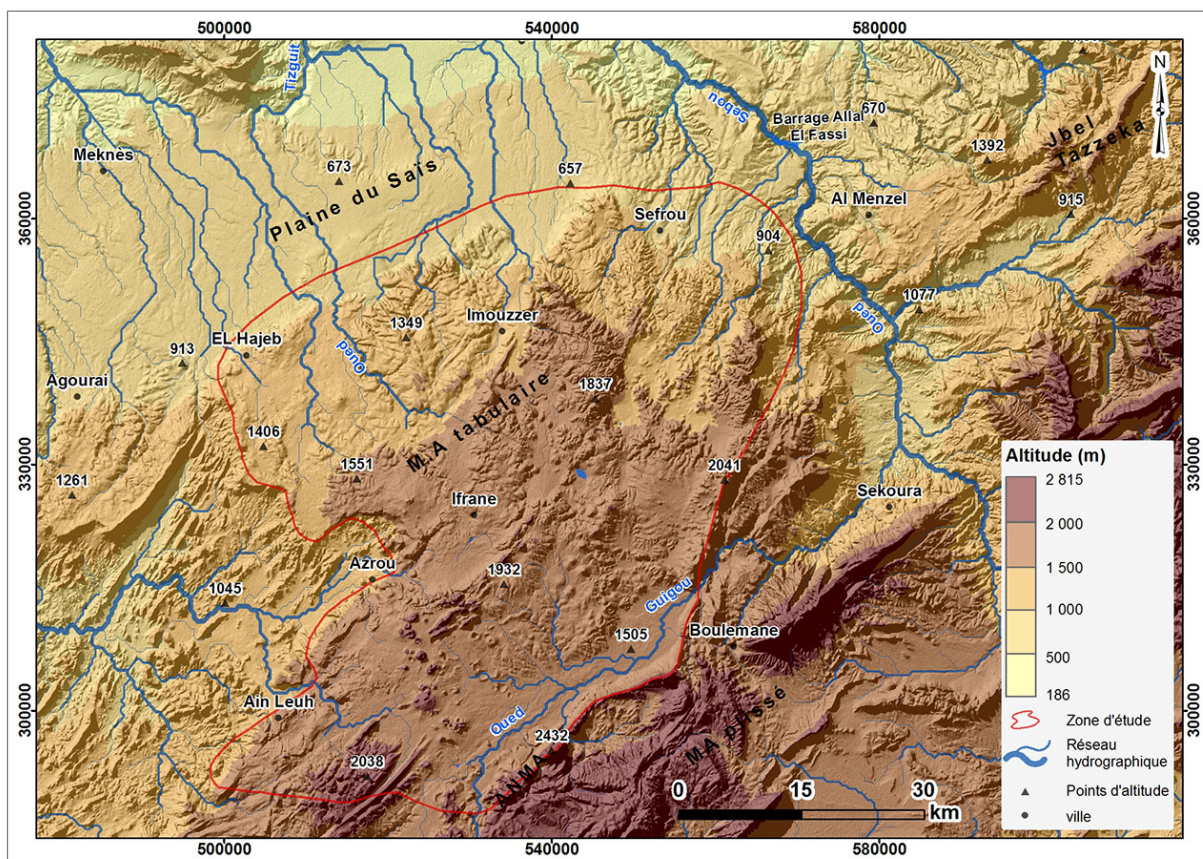 500000
540000
580000
N
Tizguit
Sebou
Barrage Allal
El Fassi
670
1392
Jbel
Tazzeka
Meknès
673
657
Plaine du Saïs
Sefrou
Al Menzel
915
360000
360000
904
1077
Oued
1349
Imouzzer
EL Hajeb
Oued
913
Agourai
1837
M.A tabulaire
1406
1551
1261
2041
330000
330000
Sekoura
Ifrane
Azrou
1932
1045
Guigou
1505
Boulemane
300000
300000
Ain Leuh
Oued
2432
2038
ANMA
MA plissé
Altitude (m)
2 815
2 000
1 500
1 000
500
186
Zone d'étude
Réseau
hydrographique
Points d'altitude
ville
0
15
30
km
500000
540000
580000